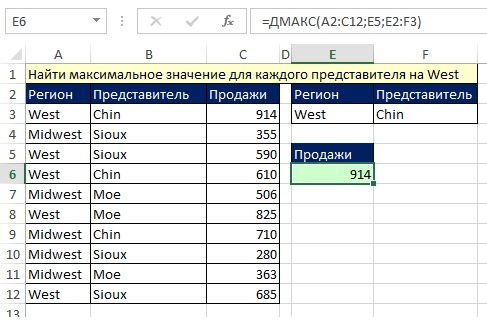 E6 fx =ДМАКС(A2:C12;E5;E2:F3)
A B C D E F
1 Найти максимальное значение для каждого представителя на West
2 Регион Представитель Продажи Регион Представитель
3 West Chin 914 West Chin
4 Midwest Sioux 355
5 West Sioux 590 Продажи
6 West Chin 610 914
7 Midwest Moe 506
8 West Moe 825
9 Midwest Chin 710
10 Midwest Sioux 280
11 Midwest Moe 363
12 West Sioux 685
13